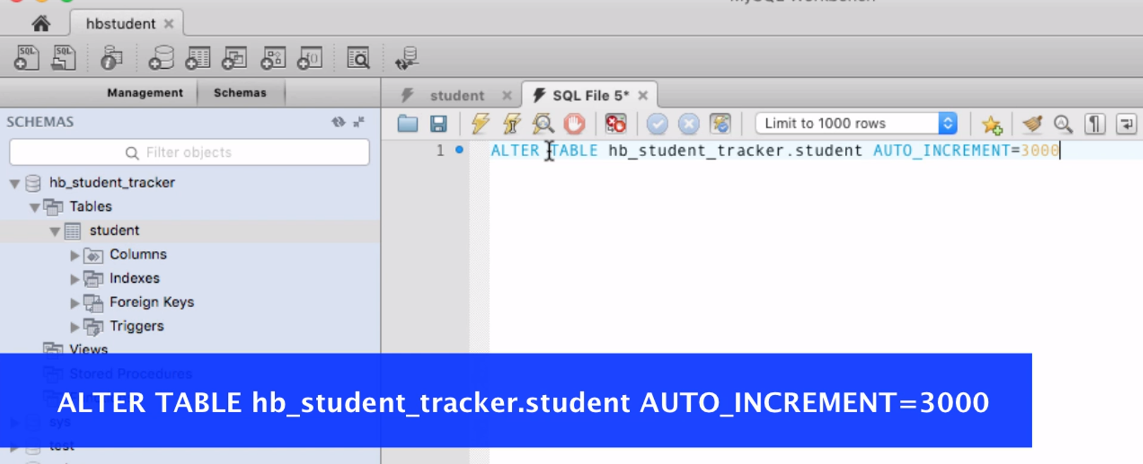 hbstudent
SQL
SQL
Management
Schemas
student
SQL File 5*
SCHEMAS
Limit to 1000 rows
Filter objects
1
ALTER TABLE hb_student_tracker.student AUTO_INCREMENT=3000
hb_student_tracker
Tables
student
Columns
Indexes
Foreign Keys
Triggers
Views
Stored Procedures
ALTER TABLE hb_student_tracker.student AUTO_INCREMENT=3000
sys
test